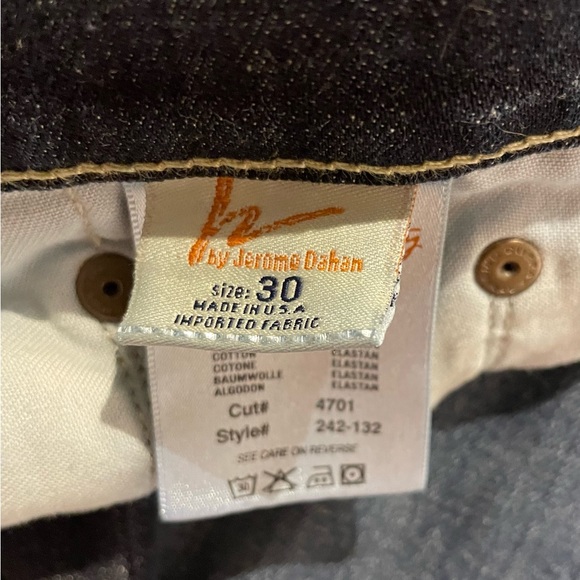 by Jerome Dahan
Size: 30
MADE IN U.S.A
IMPORTED FABRIC
COTTON ELASTAN
COTONE ELASTAN
BAUMWOLLE ELASTAN
ALGODON ELASTAN
Cut# 4701
Style# 242-132
SEE CARE ON REVERSE
30